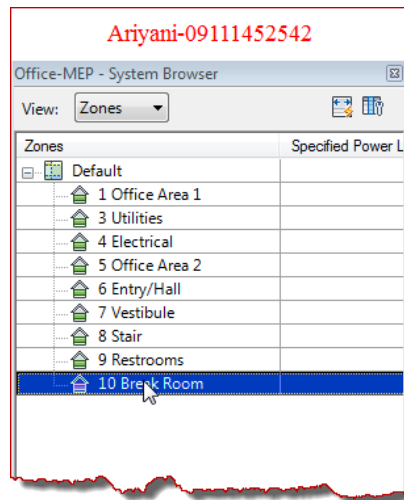 Ariyani-09111452542
Office-MEP - System Browser
View: Zones
Zones Specified Power L
Default
1 Office Area 1
3 Utilities
4 Electrical
5 Office Area 2
6 Entry/Hall
7 Vestibule
8 Stair
9 Restrooms
10 Break Room